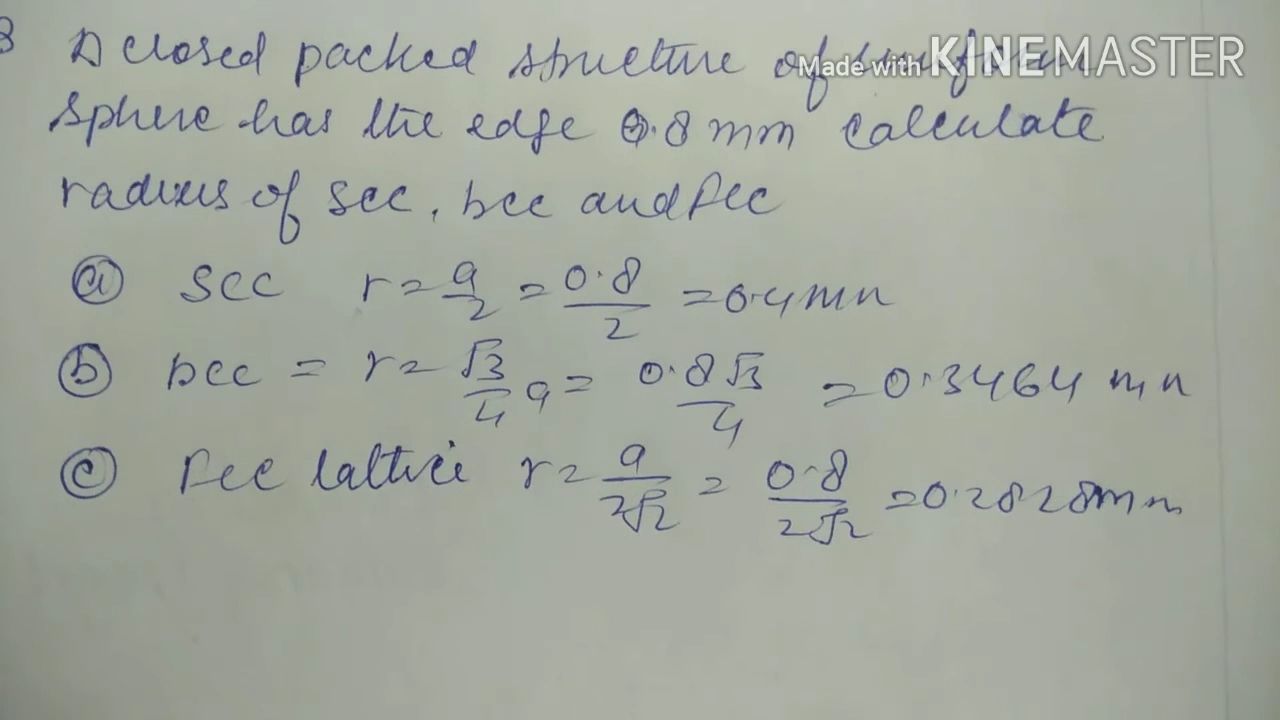 3 A closed packed structure of uniform
Made with KINEMASTER
sphere has the edge 0.8 mm calculate
radius of scc, bcc and fcc
(a) scc r = a/2 = 0.8/2 = 0.4 mm
(b) bcc = r = √3/4 a = 0.8√3/4 = 0.3464 mm
(c) fcc lattice r = a/2√2 = 0.8/2√2 = 0.2828 mm